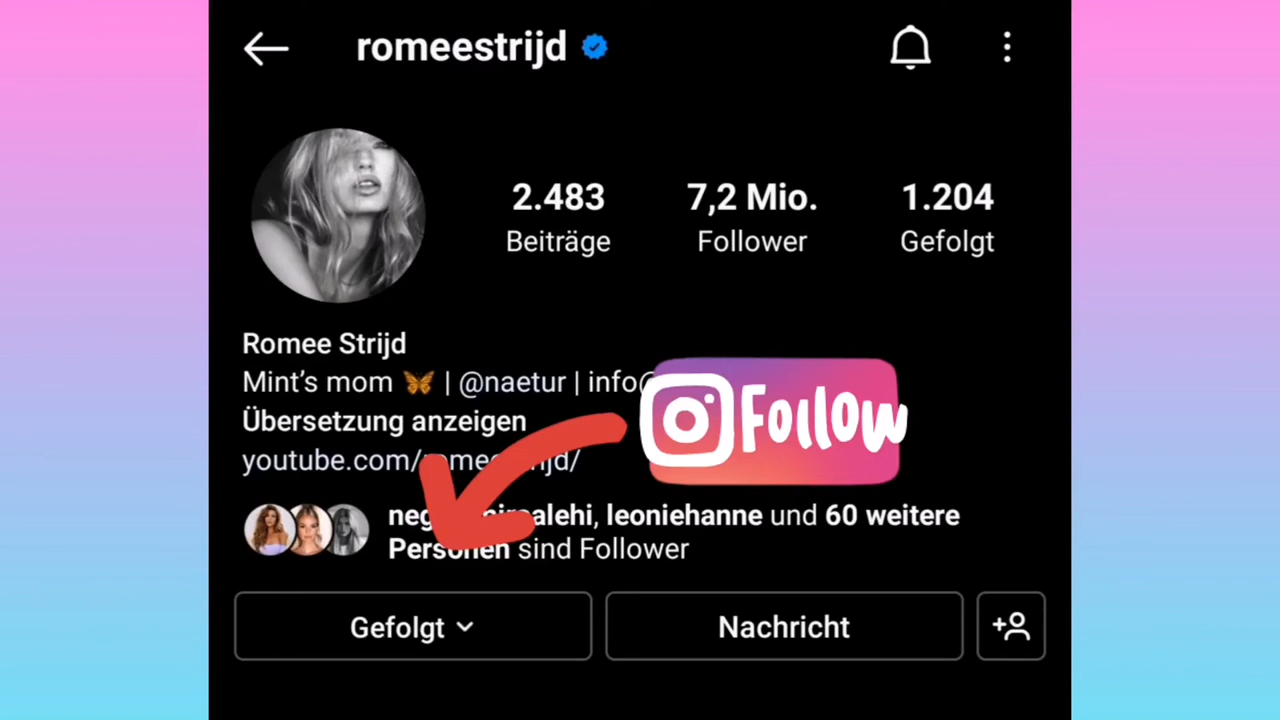 romeestrijd
2.483 7,2 Mio. 1.204
Beiträge Follower Gefolgt
Romee Strijd
Mint's mom 🦋 | @naetur | info
Follow
Übersetzung anzeigen
youtube.com/
leoniehanne und 60 weitere
Personen sind Follower
Gefolgt Nachricht